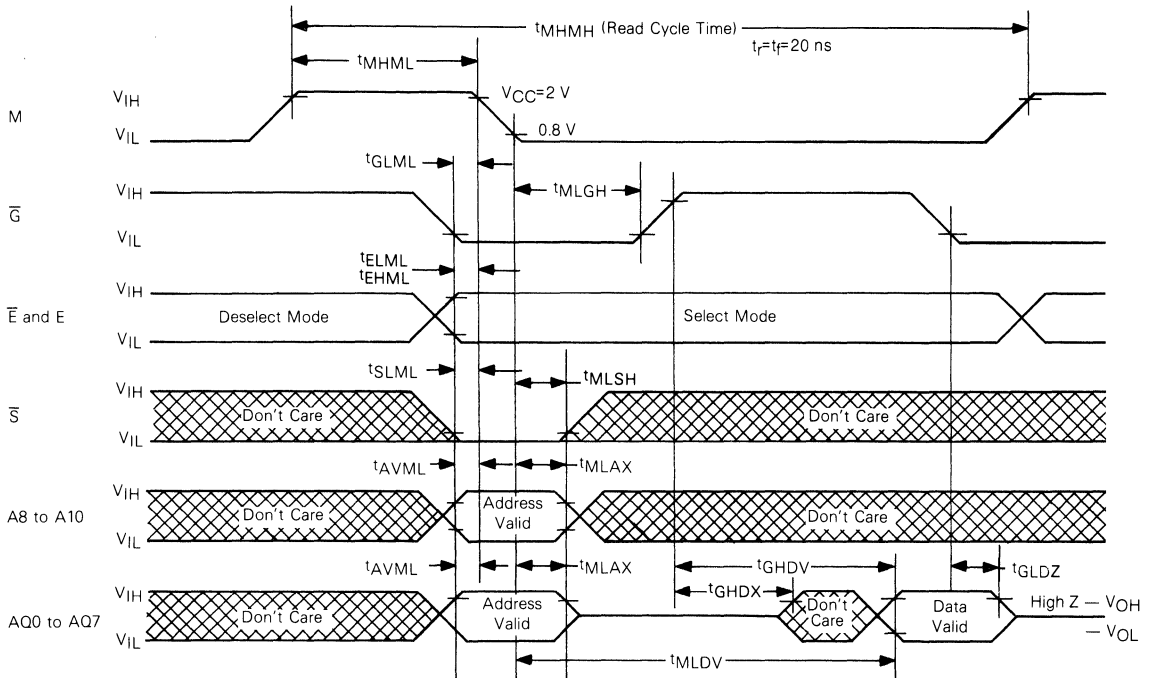 tMHMH (Read Cycle Time)
tr=tf=20 ns
tMHML
VIH
VCC=2 V
M
VIL
0.8 V
tGLML
VIH
tMLGH
G̅
VIL
tELML
tEHML
VIH
E̅ and E
Deselect Mode
Select Mode
VIL
tSLML
tMLSH
VIH
S̅
Don't Care
Don't Care
VIL
tAVML
tMLAX
VIH
A8 to A10
Don't Care
Address
Valid
Don't Care
VIL
tAVML
tMLAX
tGHDV
tGLDZ
tGHDX
VIH
AQ0 to AQ7
Don't Care
Address
Valid
Don't
Care
Data
Valid
High Z – VOH
– VOL
VIL
tMLDV